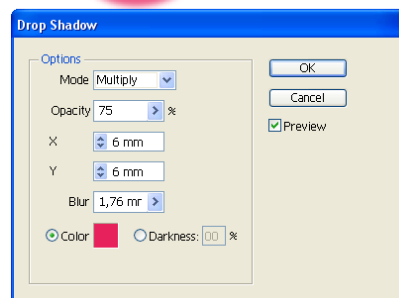 Drop Shadow
Options
Mode Multiply
OK
Opacity 75 %
Cancel
Preview
X 6 mm
Y 6 mm
Blur 1,76 mr
Color Darkness: 00 %